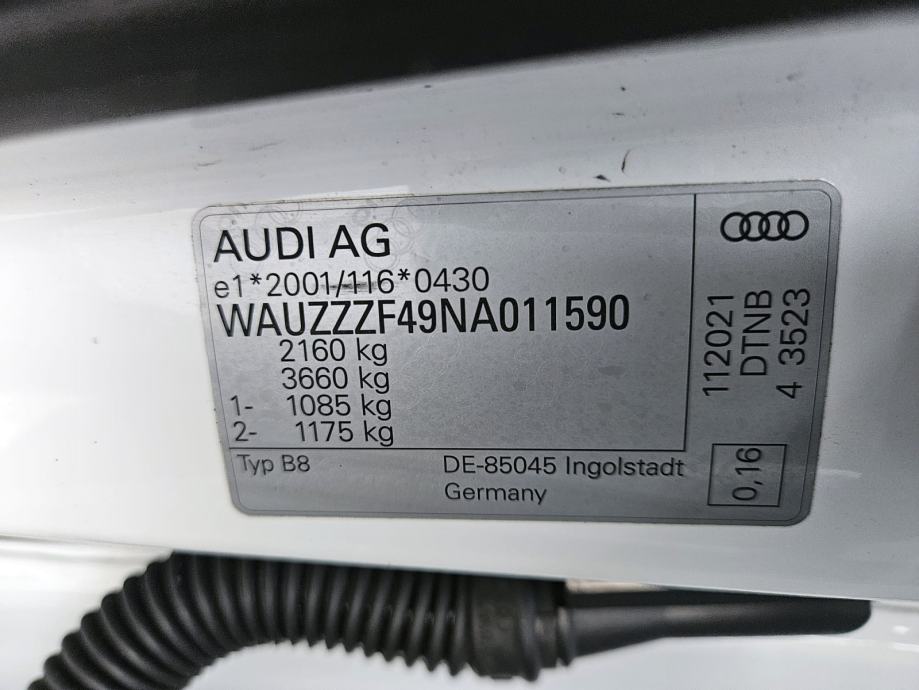 AUDI AG
e1*2001/116*0430
WAUZZZF49NA011590
2160 kg
3660 kg
1- 1085 kg
2- 1175 kg
Typ B8
DE-85045 Ingolstadt
Germany
112021
DTNB
4 3523
0,16